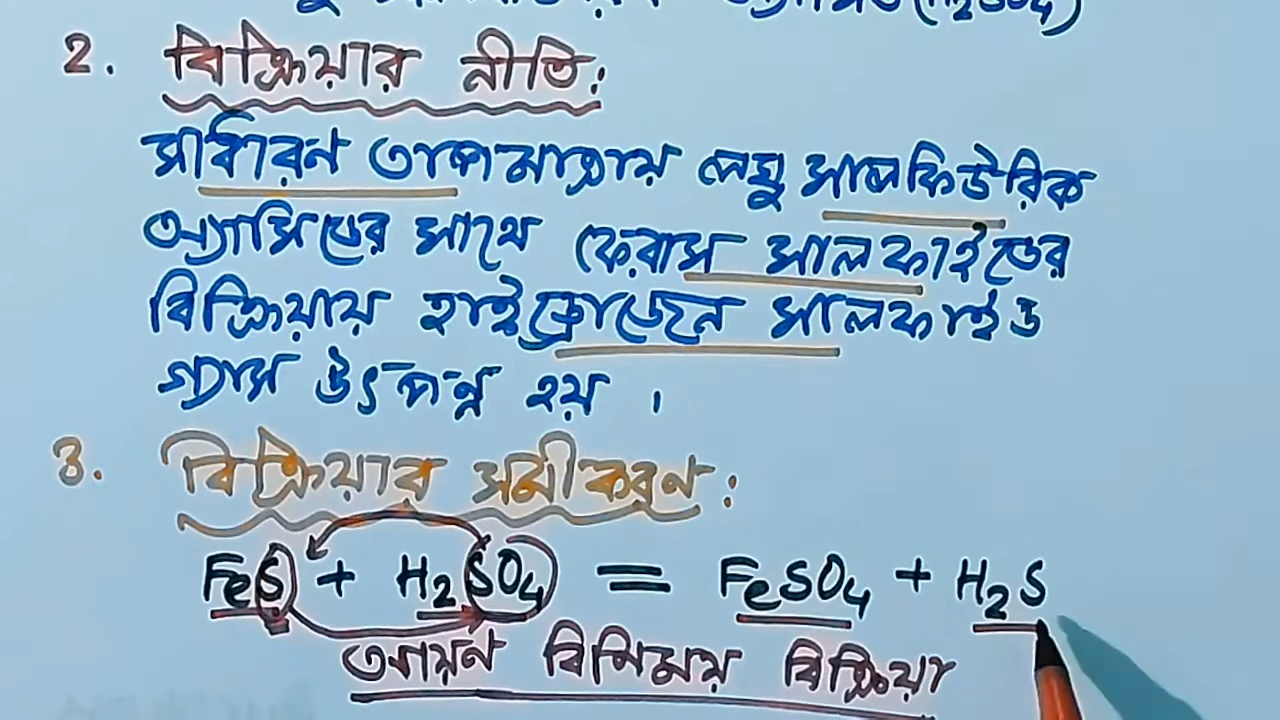 (H₂SO₄)
2. বিক্রিয়ার নীতি:
সাধারণ তাপমাত্রায় লঘু সালফিউরিক
অ্যাসিডের সাথে ফেরাস সালফাইডের
বিক্রিয়ায় হাইড্রোজেন সালফাইড
গ্যাস উৎপন্ন হয় ।
3. বিক্রিয়ার সমীকরণ:
FeS + H₂SO₄ = FeSO₄ + H₂S
আয়ন বিনিময় বিক্রিয়া